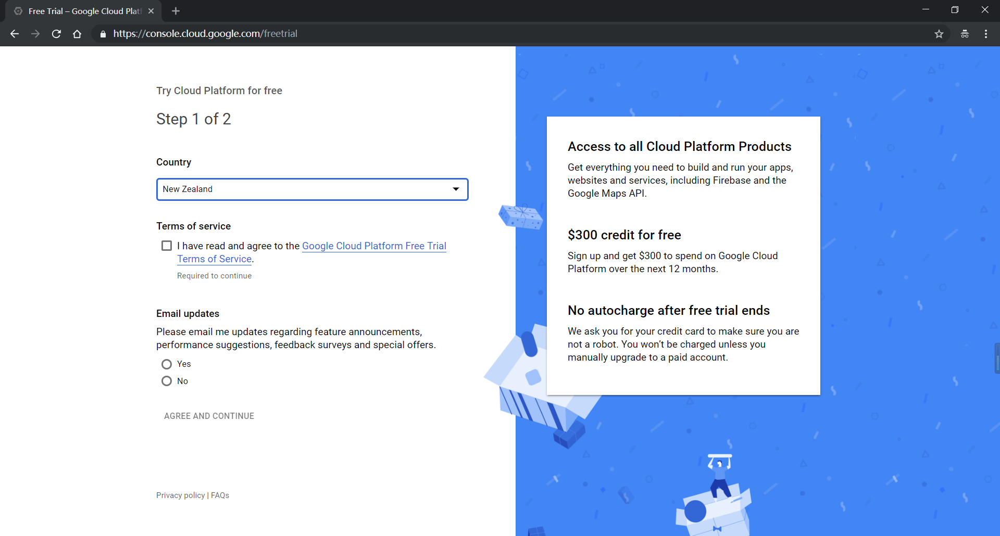 Free Trial – Google Cloud Platf
https://console.cloud.google.com/freetrial
Try Cloud Platform for free
Step 1 of 2
Country
New Zealand
Terms of service
I have read and agree to the Google Cloud Platform Free Trial
Terms of Service.
Required to continue
Email updates
Please email me updates regarding feature announcements,
performance suggestions, feedback surveys and special offers.
Yes
No
AGREE AND CONTINUE
Privacy policy | FAQs
Access to all Cloud Platform Products
Get everything you need to build and run your apps,
websites and services, including Firebase and the
Google Maps API.
$300 credit for free
Sign up and get $300 to spend on Google Cloud
Platform over the next 12 months.
No autocharge after free trial ends
We ask you for your credit card to make sure you are
not a robot. You won’t be charged unless you
manually upgrade to a paid account.